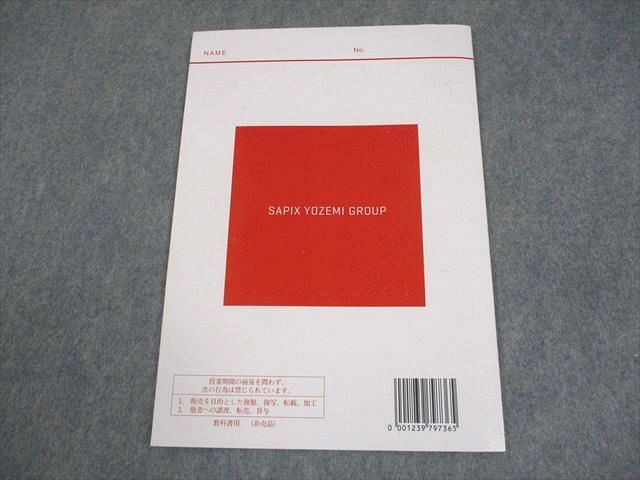 NAME No.
SAPIX YOZEMI GROUP
授業期間の前後を問わず、
次の行為は禁じられています。
1. 販売を目的とした複製、複写、転載、加工
2. 他者への譲渡、転売、貸与
教科書用 （非売品）
0 001239 797365